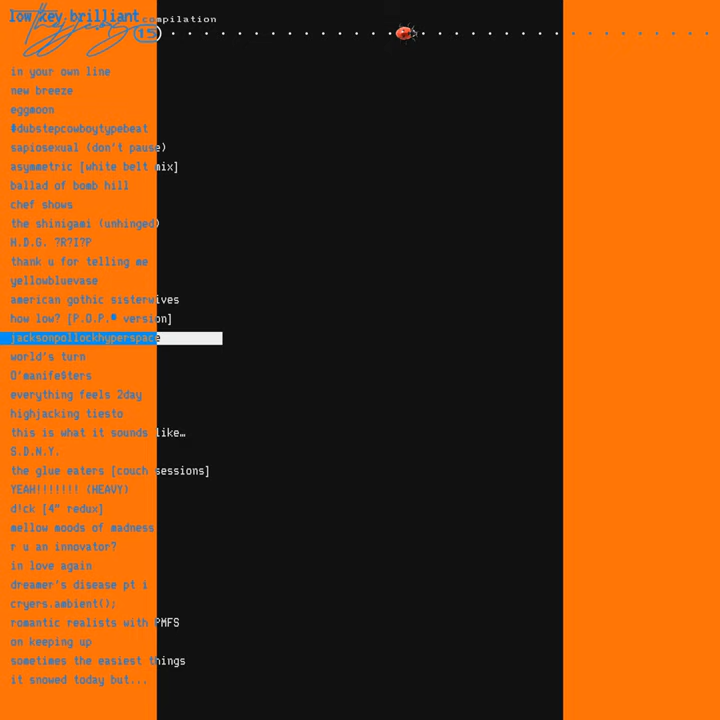 low key brilliant compilation
15
in your own line
new breeze
eggmoon
#dubstepcowboytypebeat
sapiosexual (don't pause)
asymmetric [white belt mix]
ballad of bomb hill
chef shows
the shinigami (unhinged)
H.D.G. ?R?I?P
thank u for telling me
yellowbluevase
american gothic sisterwives
how low? [P.O.P.® version]
jacksonpollockhyperspace
world's turn
O'manife$ters
everything feels 2day
highjacking tiesto
this is what it sounds like…
S.D.N.Y.
the glue eaters [couch sessions]
YEAH!!!!!!! (HEAVY)
d!ck [4" redux]
mellow moods of madness
r u an innovator?
in love again
dreamer's disease pt i
cryers.ambient();
romantic realists with PMFS
on keeping up
sometimes the easiest things
it snowed today but...